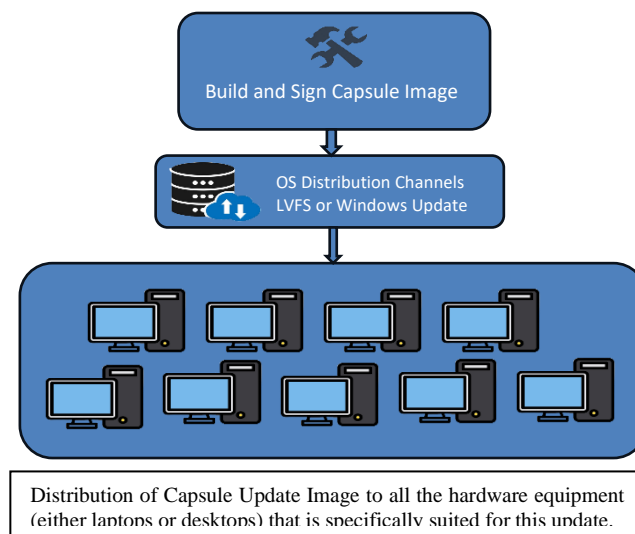 Build and Sign Capsule Image
OS Distribution Channels
LVFS or Windows Update
Distribution of Capsule Update Image to all the hardware equipment
(either laptops or desktops) that is specifically suited for this update.